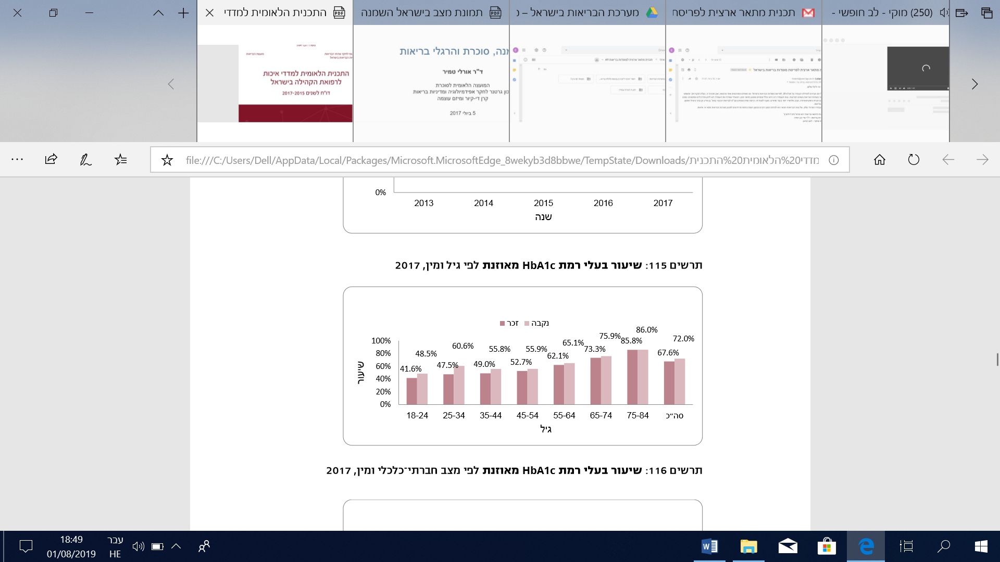 (250) מוקי - לב חופשי -
תכנית מתאר ארצית לפריסת
מערכת הבריאות בישראל –
תמונת מצב בישראל השמנה
התכנית הלאומית למדדי
התכנית הלאומית למדדי איכות
לרפואת הקהילה בישראל
דו"ח לשנים 2015-2017
מנה, סוכרת והרגלי בריאות
ד"ר אורלי טמיר
המועצה הלאומית לסוכרת
כון גרטנר לחקר אפידמיולוגיה ומדיניות בריאות
קרן די-קיור ומיזם עוצמה
5 ביולי 2017
file:///C:/Users/Dell/AppData/Local/Packages/Microsoft.MicrosoftEdge_8wekyb3d8bbwe/TempState/Downloads/התכנית%20הלאומית%20מדדי
0%
2013 2014 2015 2016 2017
שנה
תרשים 115: שיעור בעלי רמת HbA1c מאוזנת לפי גיל ומין, 2017
זכר נקבה
100%
80%
60%
40%
20%
0%
שיעור
41.6% 48.5% 47.5% 60.6% 49.0% 55.8% 52.7% 55.9% 62.1% 65.1% 73.3% 75.9% 85.8% 86.0% 67.6% 72.0%
18-24 25-34 35-44 45-54 55-64 65-74 75-84 סה״כ
גיל
תרשים 116: שיעור בעלי רמת HbA1c מאוזנת לפי מצב חברתי־כלכלי ומין, 2017
18:49
01/08/2019
עבר
HE